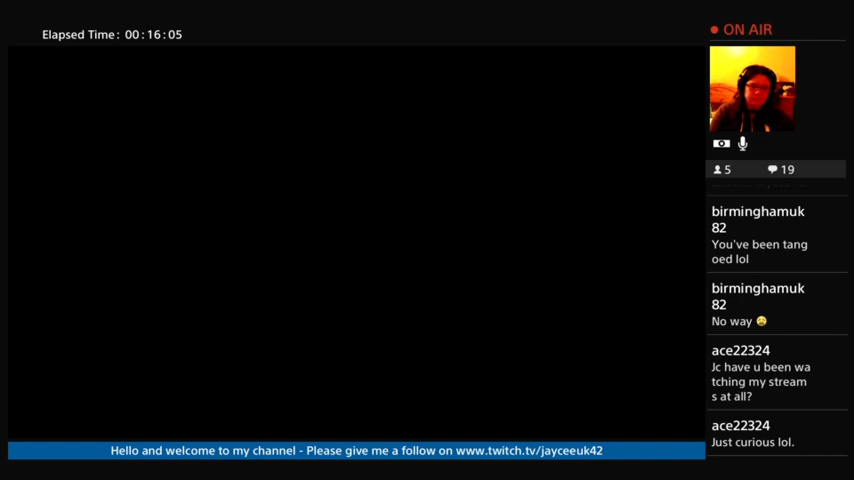 Elapsed Time: 00:16:05
ON AIR
5 19
birminghamuk
82
You've been tang
oed lol
birminghamuk
82
No way
ace22324
Jc have u been wa
tching my stream
s at all?
ace22324
Just curious lol.
Hello and welcome to my channel - Please give me a follow on www.twitch.tv/jayceeuk42